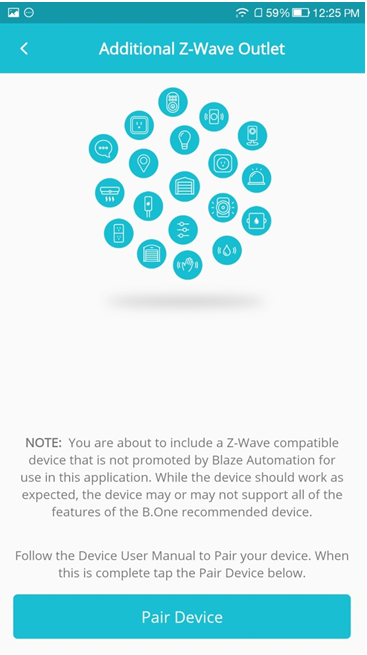 59% 12:25 PM
Additional Z-Wave Outlet
NOTE: You are about to include a Z-Wave compatible
device that is not promoted by Blaze Automation for
use in this application. While the device should work as
expected, the device may or may not support all of the
features of the B.One recommended device.
Follow the Device User Manual to Pair your device. When
this is complete tap the Pair Device below.
Pair Device